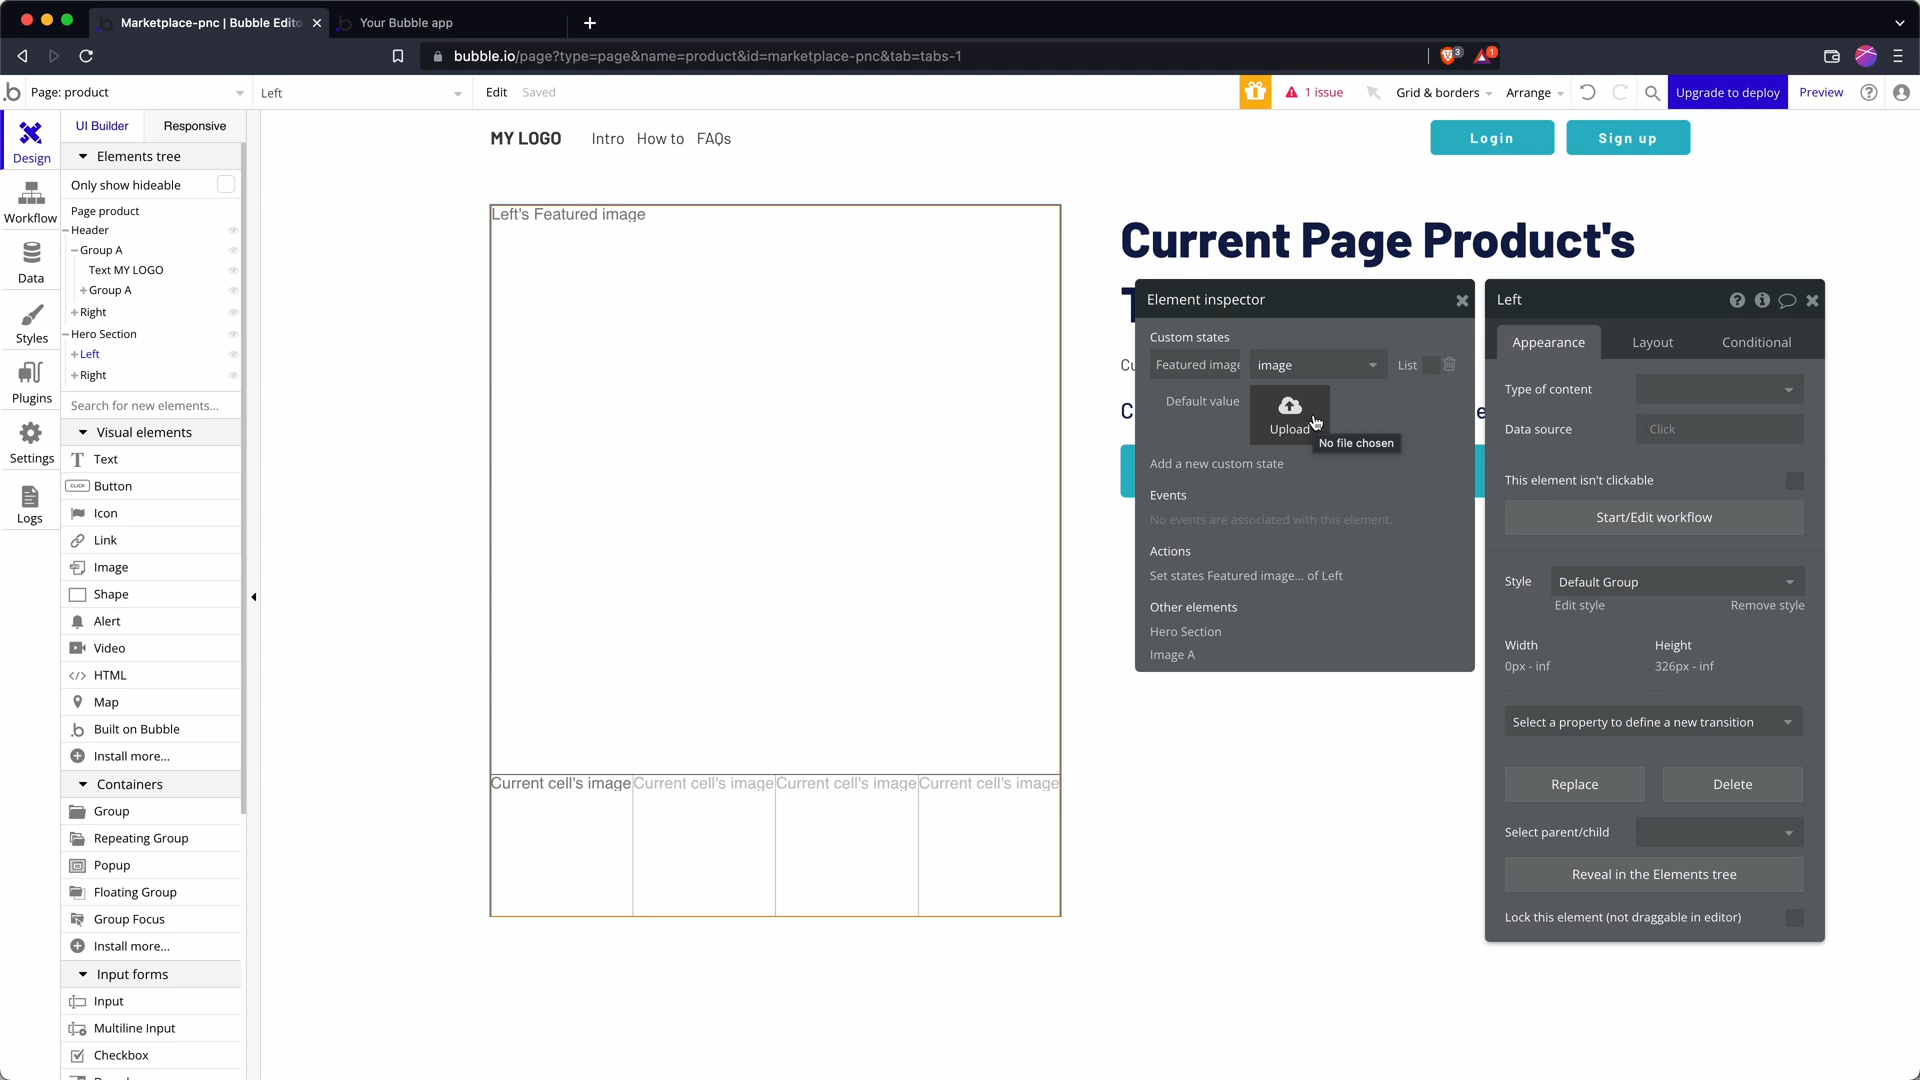 Marketplace-pnc | Bubble Edito
Your Bubble app
bubble.io/page?type=page&name=product&id=marketplace-pnc&tab=tabs-1
3
1
Page: product
Left
Edit
Saved
1 issue
Grid & borders
Arrange
Upgrade to deploy
Preview
Design
Workflow
Data
Styles
Plugins
Settings
Logs
UI Builder
Responsive
Elements tree
Only show hideable
Page product
Header
Group A
Text MY LOGO
Group A
Right
Hero Section
Left
Right
Search for new elements...
Visual elements
Text
CLICK Button
Icon
Link
Image
Shape
Alert
Video
HTML
Map
Built on Bubble
Install more...
Containers
Group
Repeating Group
Popup
Floating Group
Group Focus
Install more...
Input forms
Input
Multiline Input
Checkbox
MY LOGO
Intro
How to
FAQs
Login
Sign up
Left's Featured image
Current cell's image
Current cell's image
Current cell's image
Current cell's image
Current Page Product's
Element inspector
Custom states
Featured image
image
List
Default value
Upload
No file chosen
Add a new custom state
Events
No events are associated with this element.
Actions
Set states Featured image... of Left
Other elements
Hero Section
Image A
Left
Appearance
Layout
Conditional
Type of content
Data source
Click
This element isn't clickable
Start/Edit workflow
Style
Default Group
Edit style
Remove style
Width
Height
0px - inf
326px - inf
Select a property to define a new transition
Replace
Delete
Select parent/child
Reveal in the Elements tree
Lock this element (not draggable in editor)